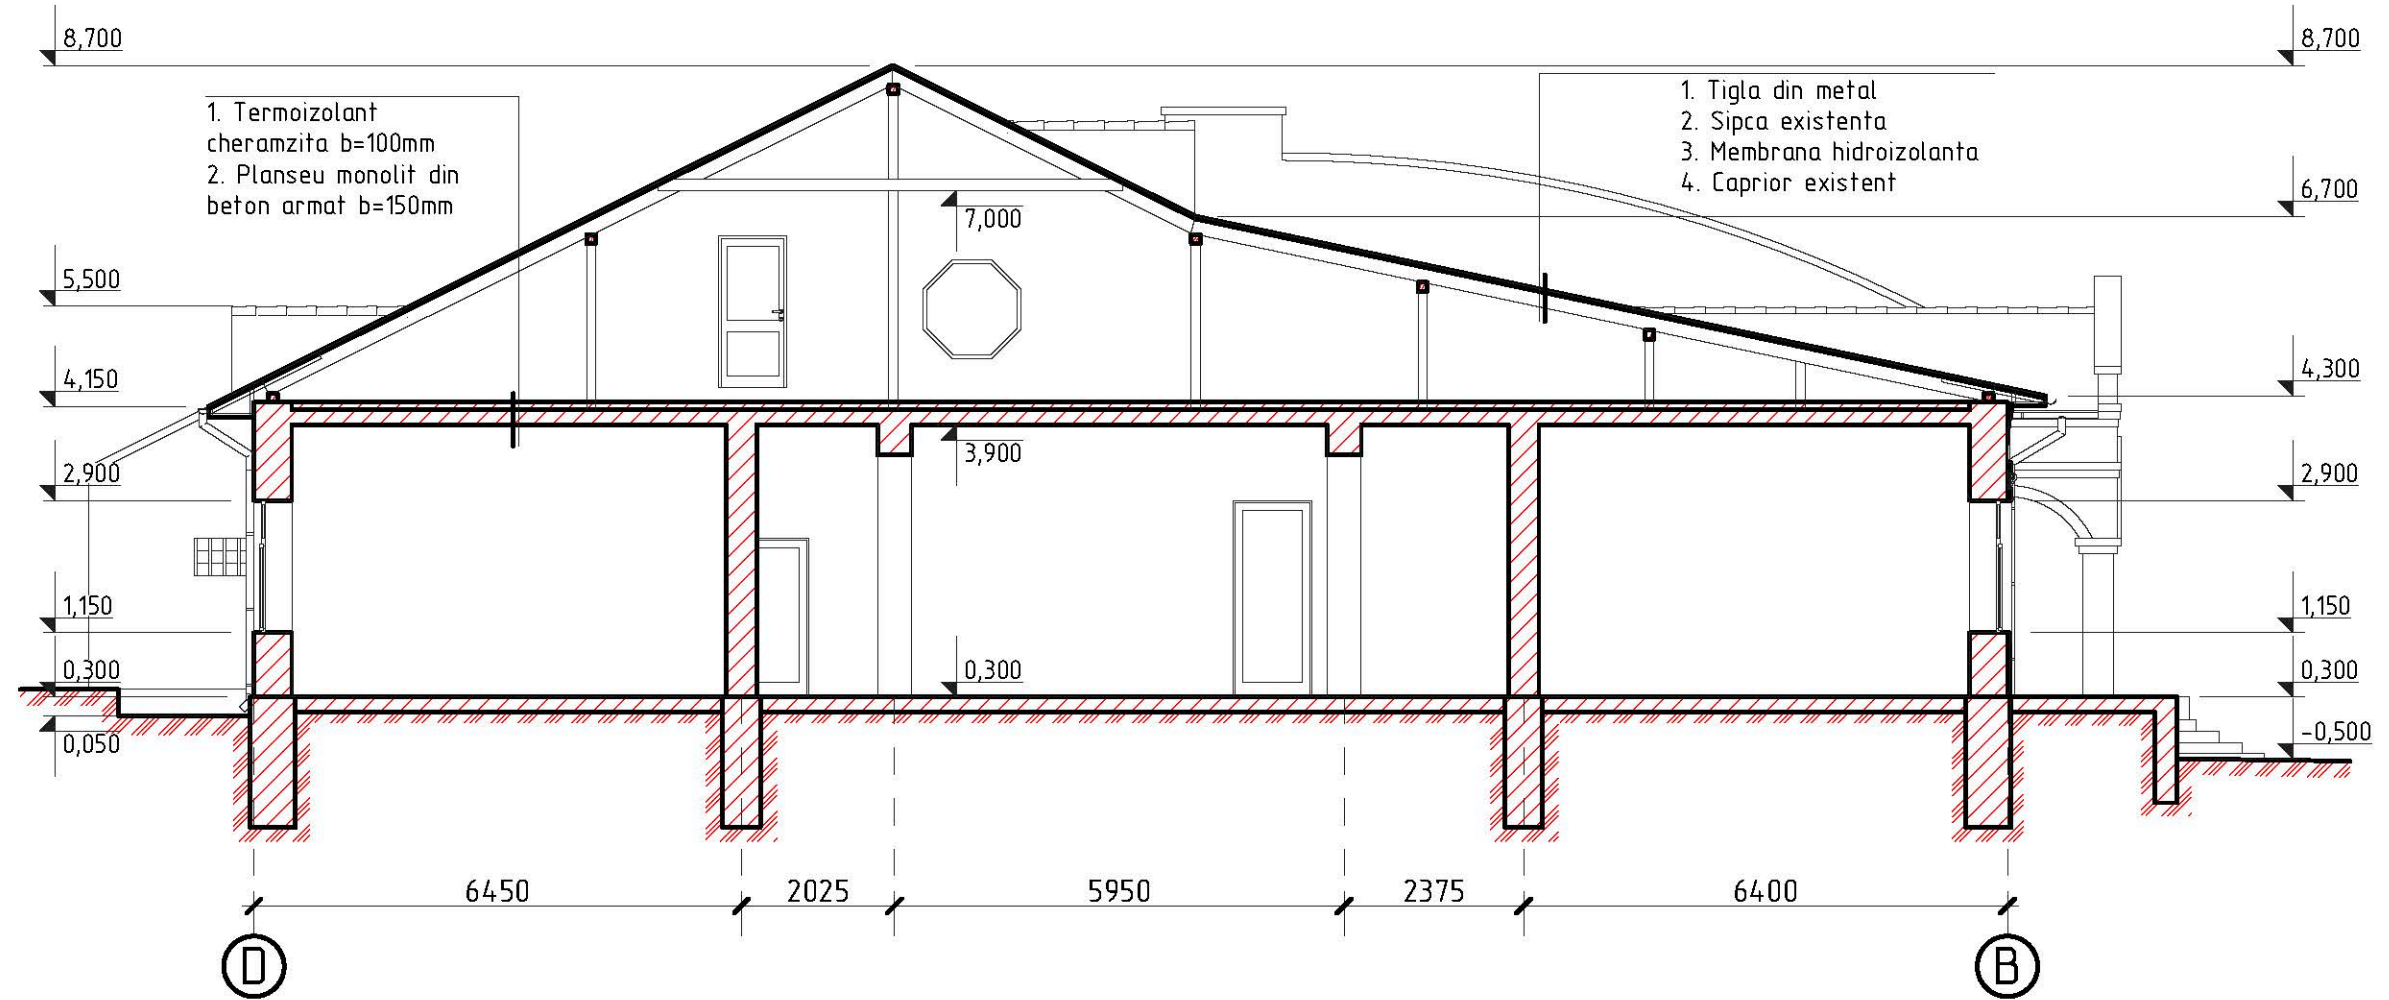 8,700
8,700
1. Termoizolant
cheramzita b=100mm
2. Planseu monolit din
beton armat b=150mm
1. Tigla din metal
2. Sipca existenta
3. Membrana hidroizolanta
4. Caprior existent
7,000
6,700
5,500
4,150
4,300
3,900
2,900
2,900
1,150
1,150
0,300
0,300
0,300
0,050
-0,500
6450
2025
5950
2375
6400
D
B